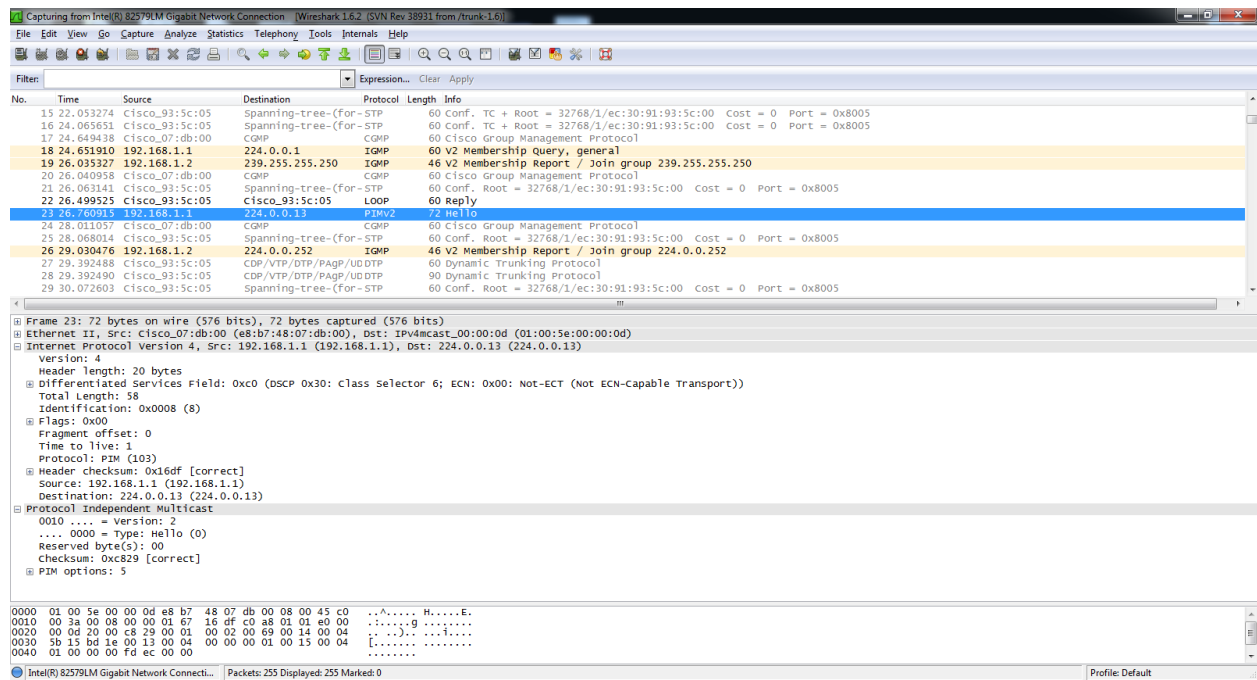 Capturing from Intel(R) 82579LM Gigabit Network Connection [Wireshark 1.6.2 (SVN Rev 38931 from /trunk-1.6)]
File Edit View Go Capture Analyze Statistics Telephony Tools Internals Help
Filter: Expression... Clear Apply
No. Time Source Destination Protocol Length Info
15 22.053274 Cisco_93:5c:05 Spanning-tree-(for- STP 60 Conf. TC + Root = 32768/1/ec:30:91:93:5c:00 Cost = 0 Port = 0x8005
16 24.065651 Cisco_93:5c:05 Spanning-tree-(for- STP 60 Conf. TC + Root = 32768/1/ec:30:91:93:5c:00 Cost = 0 Port = 0x8005
17 24.649438 Cisco_07:db:00 CGMP CGMP 60 Cisco Group Management Protocol
18 24.651910 192.168.1.1 224.0.0.1 IGMP 60 V2 Membership Query, general
19 26.035327 192.168.1.2 239.255.255.250 IGMP 46 V2 Membership Report / Join group 239.255.255.250
20 26.040958 Cisco_07:db:00 CGMP CGMP 60 Cisco Group Management Protocol
21 26.063141 Cisco_93:5c:05 Spanning-tree-(for- STP 60 Conf. Root = 32768/1/ec:30:91:93:5c:00 Cost = 0 Port = 0x8005
22 26.499525 Cisco_93:5c:05 Cisco_93:5c:05 LOOP 60 Reply
23 26.760915 192.168.1.1 224.0.0.13 PIMv2 72 Hello
24 28.011057 Cisco_07:db:00 CGMP CGMP 60 Cisco Group Management Protocol
25 28.068014 Cisco_93:5c:05 Spanning-tree-(for- STP 60 Conf. Root = 32768/1/ec:30:91:93:5c:00 Cost = 0 Port = 0x8005
26 29.030476 192.168.1.2 224.0.0.252 IGMP 46 V2 Membership Report / Join group 224.0.0.252
27 29.392488 Cisco_93:5c:05 CDP/VTP/DTP/PAgP/UD DTP 60 Dynamic Trunking Protocol
28 29.392490 Cisco_93:5c:05 CDP/VTP/DTP/PAgP/UD DTP 90 Dynamic Trunking Protocol
29 30.072603 Cisco_93:5c:05 Spanning-tree-(for- STP 60 Conf. Root = 32768/1/ec:30:91:93:5c:00 Cost = 0 Port = 0x8005
Frame 23: 72 bytes on wire (576 bits), 72 bytes captured (576 bits)
Ethernet II, Src: Cisco_07:db:00 (e8:b7:48:07:db:00), Dst: IPv4mcast_00:00:0d (01:00:5e:00:00:0d)
Internet Protocol Version 4, Src: 192.168.1.1 (192.168.1.1), Dst: 224.0.0.13 (224.0.0.13)
Version: 4
Header length: 20 bytes
Differentiated Services Field: 0xc0 (DSCP 0x30: Class Selector 6; ECN: 0x00: Not-ECT (Not ECN-Capable Transport))
Total Length: 58
Identification: 0x0008 (8)
Flags: 0x00
Fragment offset: 0
Time to live: 1
Protocol: PIM (103)
Header checksum: 0x16df [correct]
Source: 192.168.1.1 (192.168.1.1)
Destination: 224.0.0.13 (224.0.0.13)
Protocol Independent Multicast
0010 .... = Version: 2
.... 0000 = Type: Hello (0)
Reserved byte(s): 00
Checksum: 0xc829 [correct]
PIM options: 5
0000 01 00 5e 00 00 0d e8 b7 48 07 db 00 08 00 45 c0 ..^..... H.....E.
0010 00 3a 00 08 00 00 01 67 16 df c0 a8 01 01 e0 00 .:.....g ........
0020 00 0d 20 00 c8 29 00 01 00 02 00 69 00 14 00 04 .. ..).. ...i....
0030 5b 15 bd 1e 00 13 00 04 00 00 00 01 00 15 00 04 [....... ........
0040 01 00 00 00 fd ec 00 00 ........
Intel(R) 82579LM Gigabit Network Connecti... Packets: 255 Displayed: 255 Marked: 0 Profile: Default